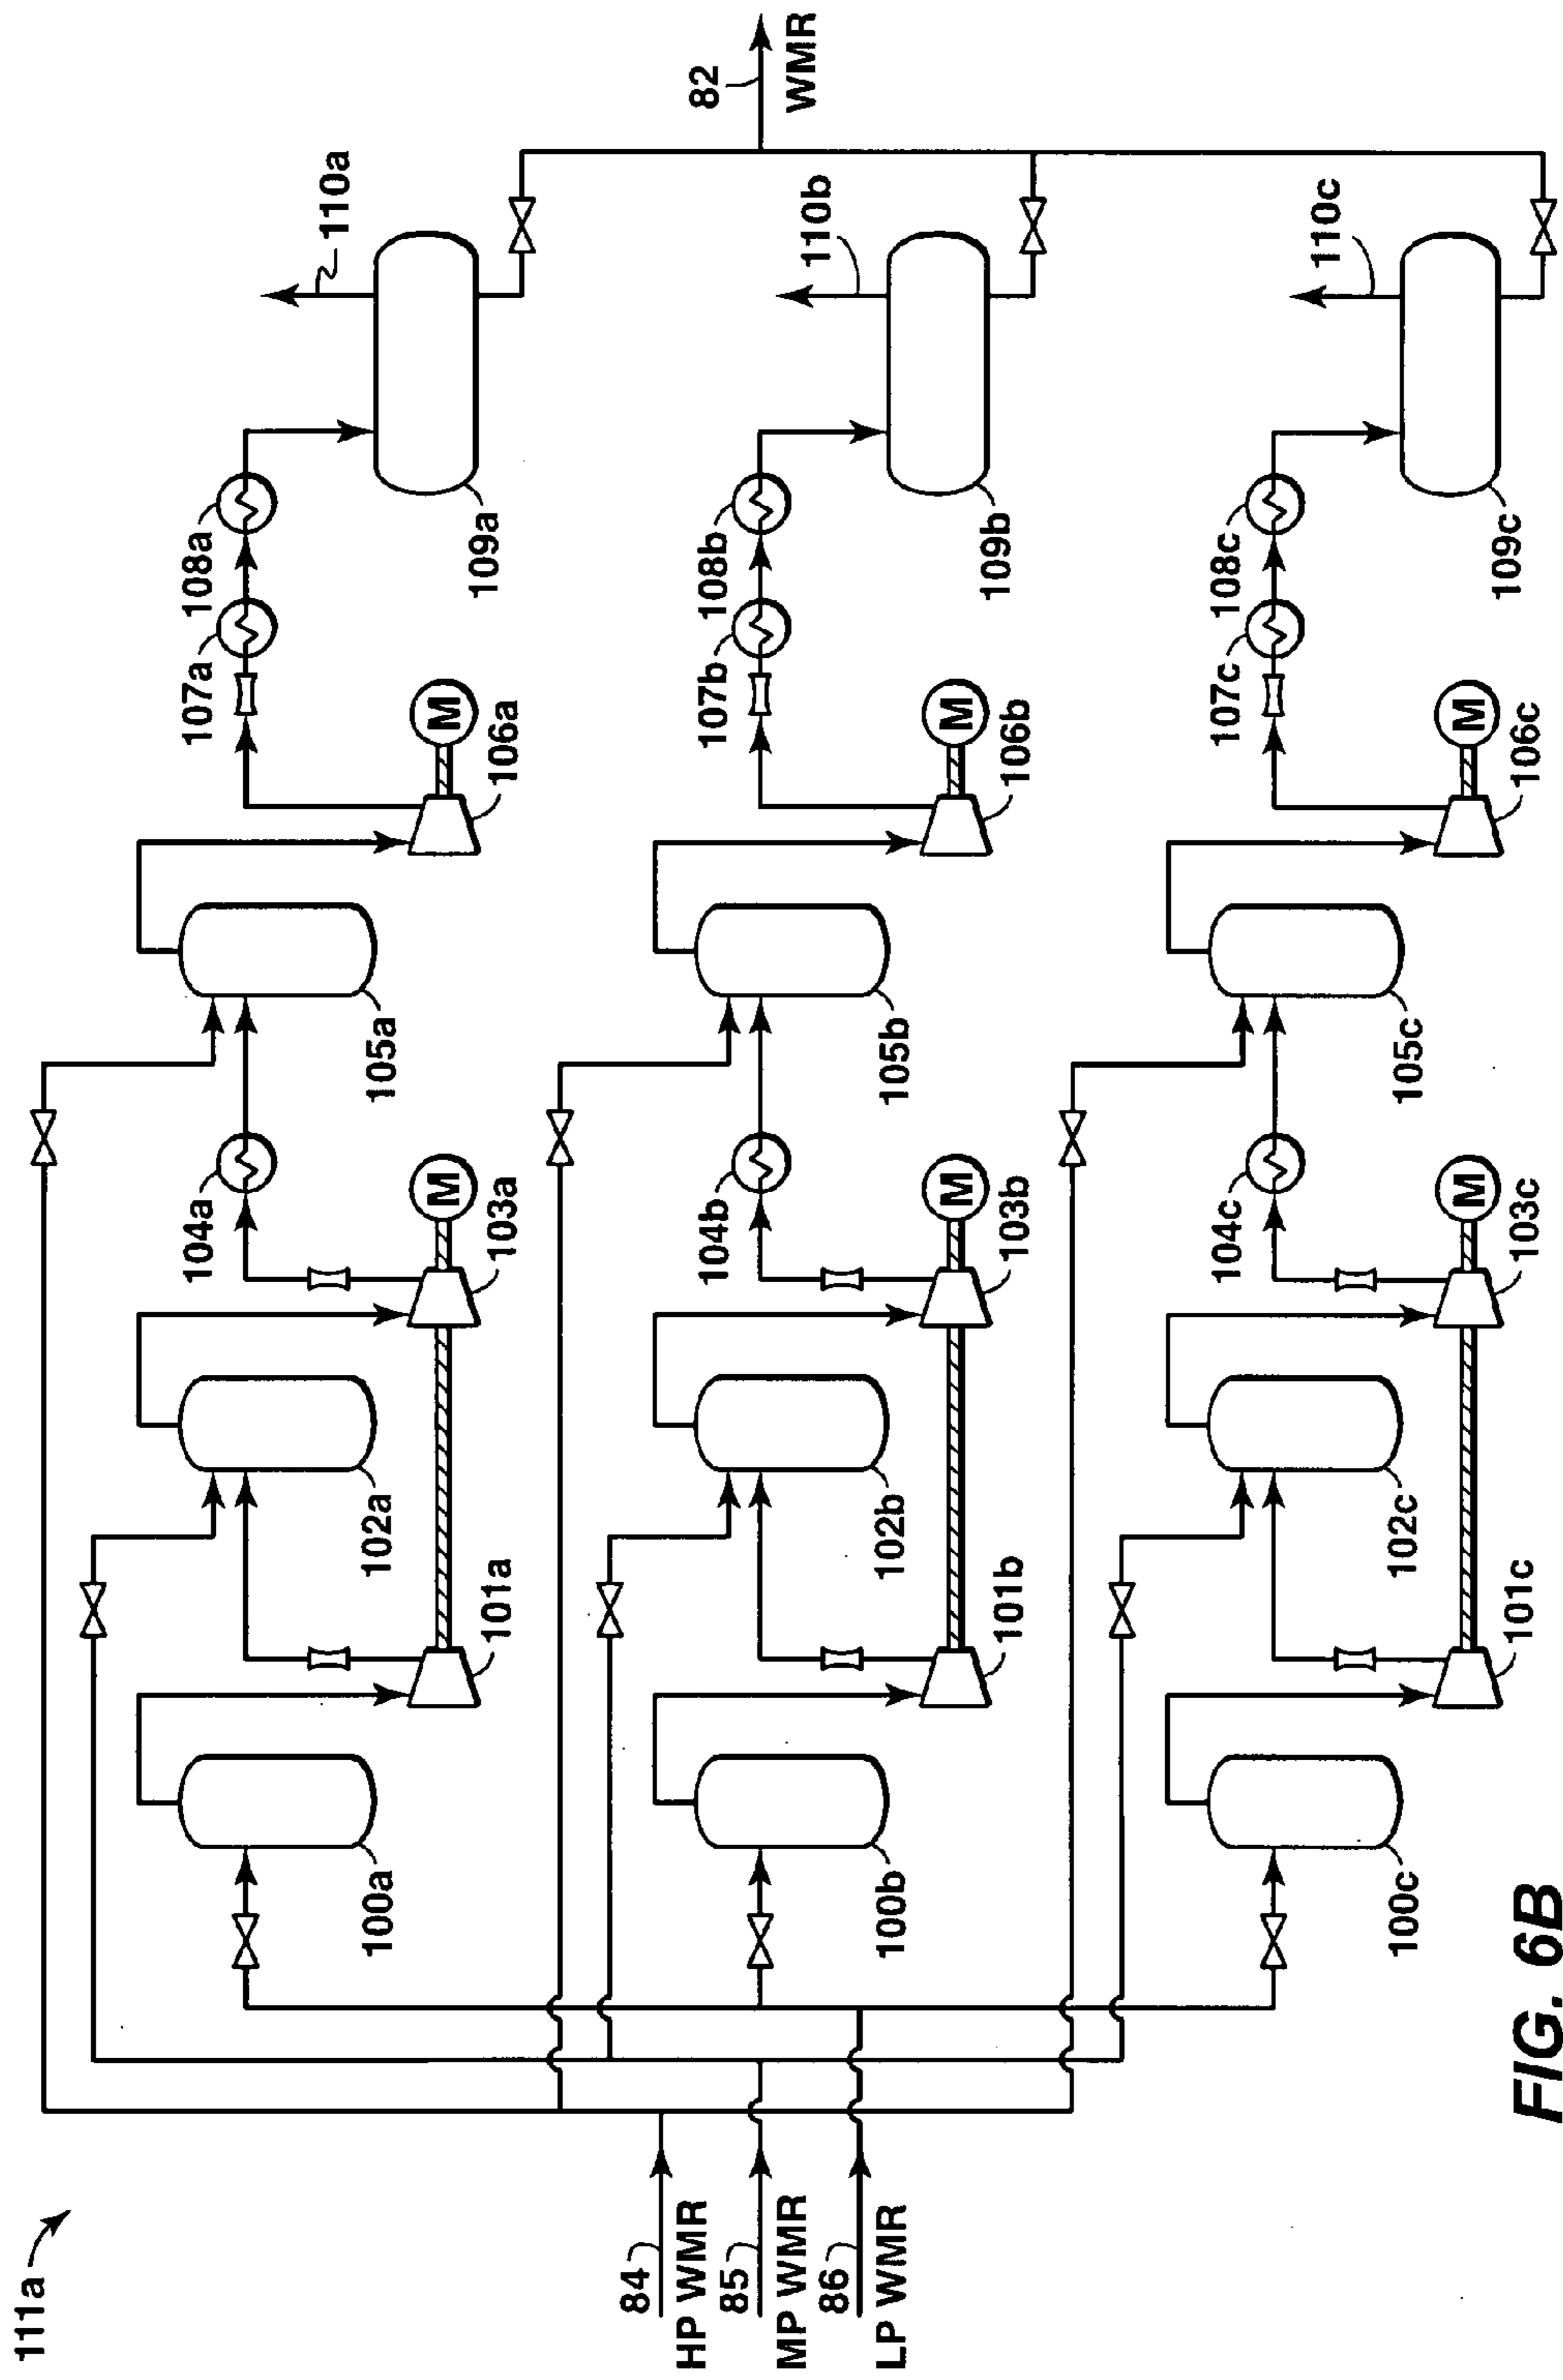 111a
84
HP WMR
85
MP WMR
86
LP WMR
100a
101a
102a
103a
104a
M
105a
106a
M
107a
108a
109a
110a
100b
101b
102b
103b
104b
M
105b
106b
M
107b
108b
109b
110b
100c
101c
102c
103c
104c
M
105c
106c
M
107c
108c
109c
110c
82
WMR
FIG. 6B